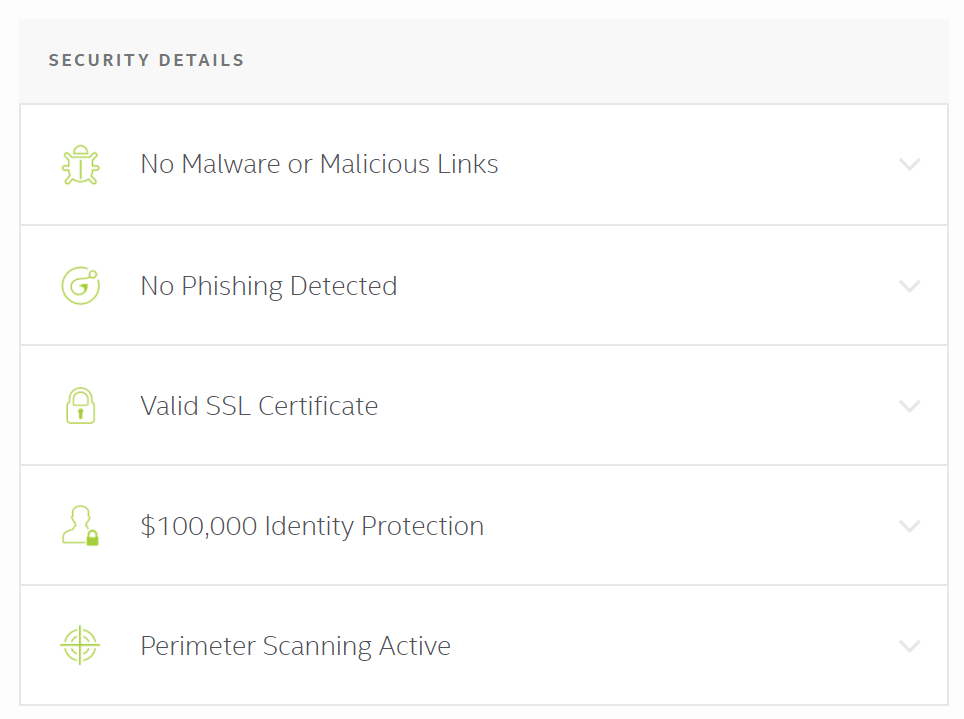 SECURITY DETAILS
No Malware or Malicious Links
No Phishing Detected
Valid SSL Certificate
$100,000 Identity Protection
Perimeter Scanning Active